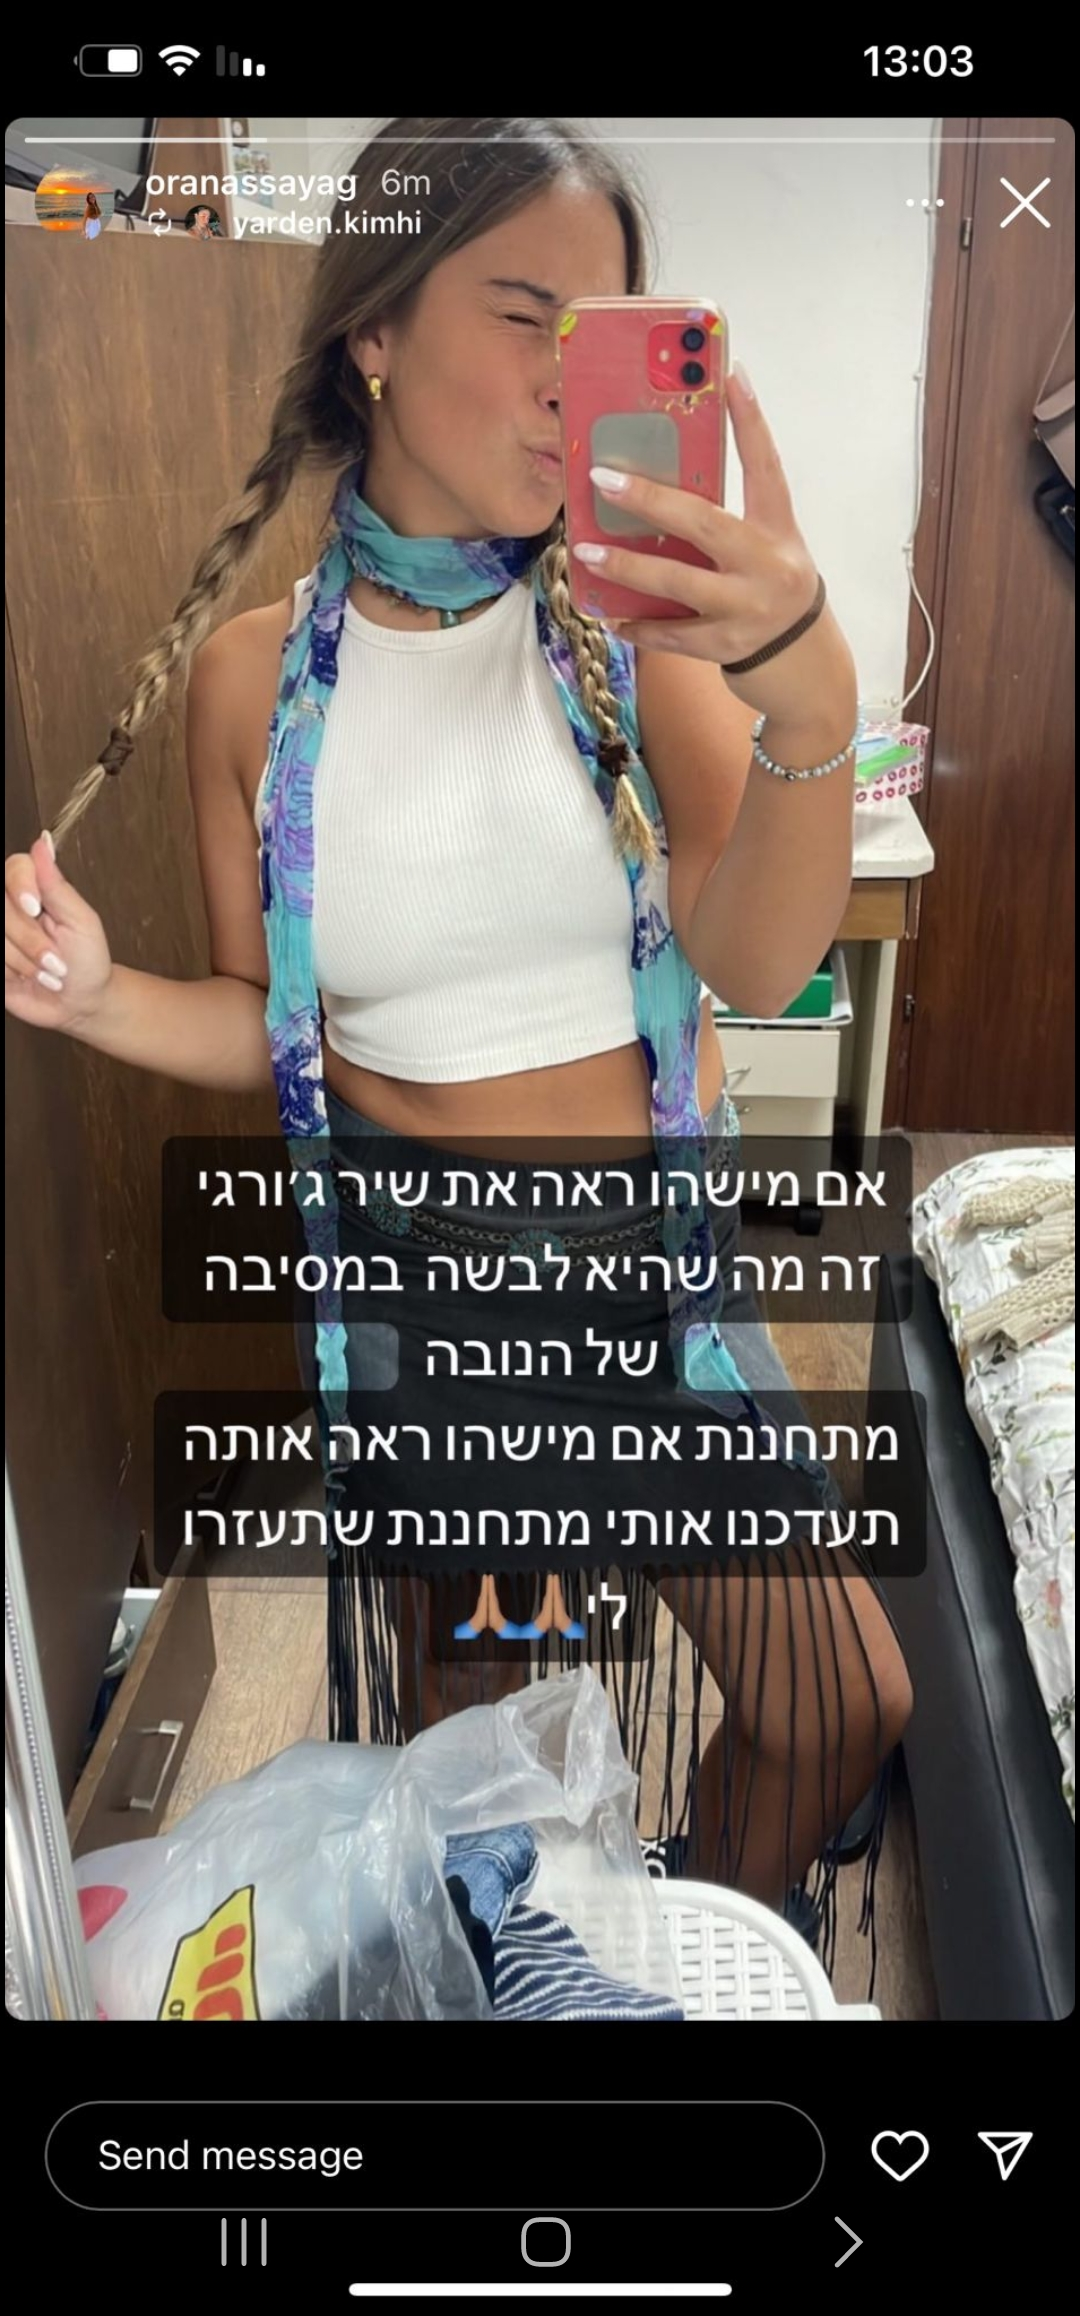 13:03
oranassayag 6m
yarden.kimhi
אם מישהו ראה את שיר ג׳ורגי
זה מה שהיא לבשה במסיבה
של הנובה
מתחננת אם מישהו ראה אותה
תעדכנו אותי מתחננת שתעזרו
לי🙏🏽🙏🏽
Send message